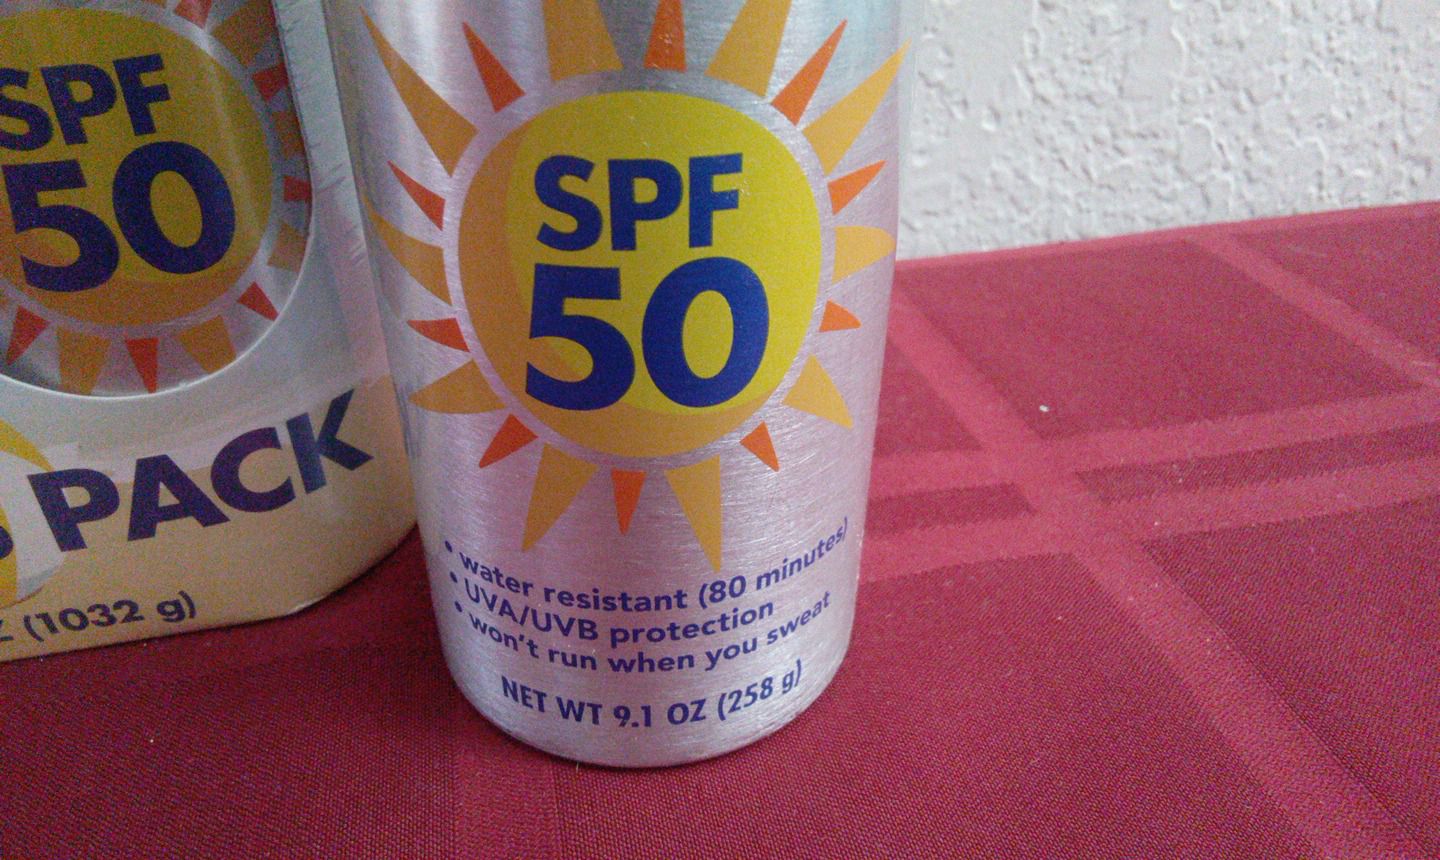 SPF
50
PACK
(1032 g)
SPF
50
• water resistant (80 minutes)
• UVA/UVB protection
• won't run when you sweat
NET WT 9.1 OZ (258 g)